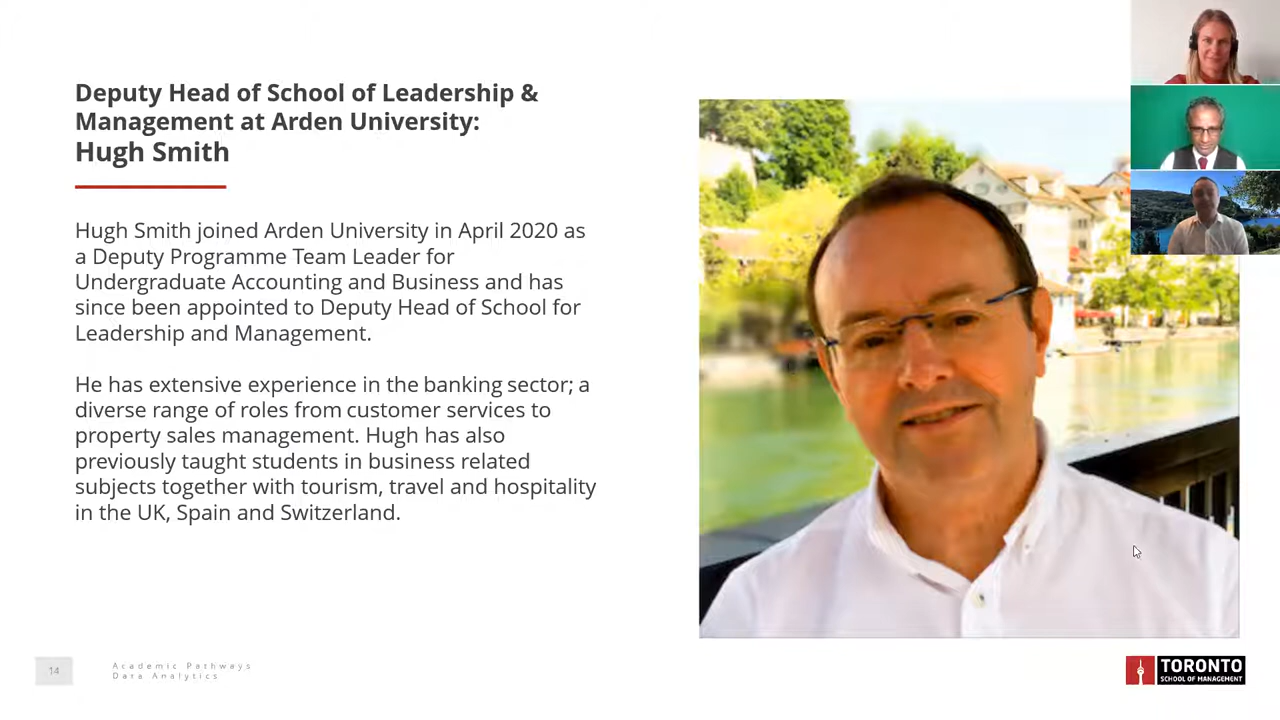 Deputy Head of School of Leadership &
Management at Arden University:
Hugh Smith
Hugh Smith joined Arden University in April 2020 as
a Deputy Programme Team Leader for
Undergraduate Accounting and Business and has
since been appointed to Deputy Head of School for
Leadership and Management.
He has extensive experience in the banking sector; a
diverse range of roles from customer services to
property sales management. Hugh has also
previously taught students in business related
subjects together with tourism, travel and hospitality
in the UK, Spain and Switzerland.
14
Academic Pathways
Data Analytics
TORONTO
SCHOOL OF MANAGEMENT